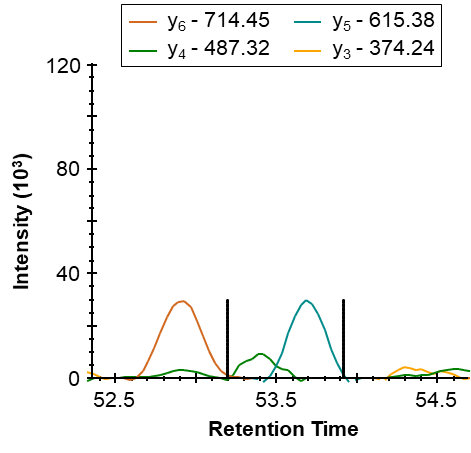 y₆ - 714.45 y₅ - 615.38
y₄ - 487.32 y₃ - 374.24
120
80
40
0
Intensity (10³)
52.5 53.5 54.5
Retention Time